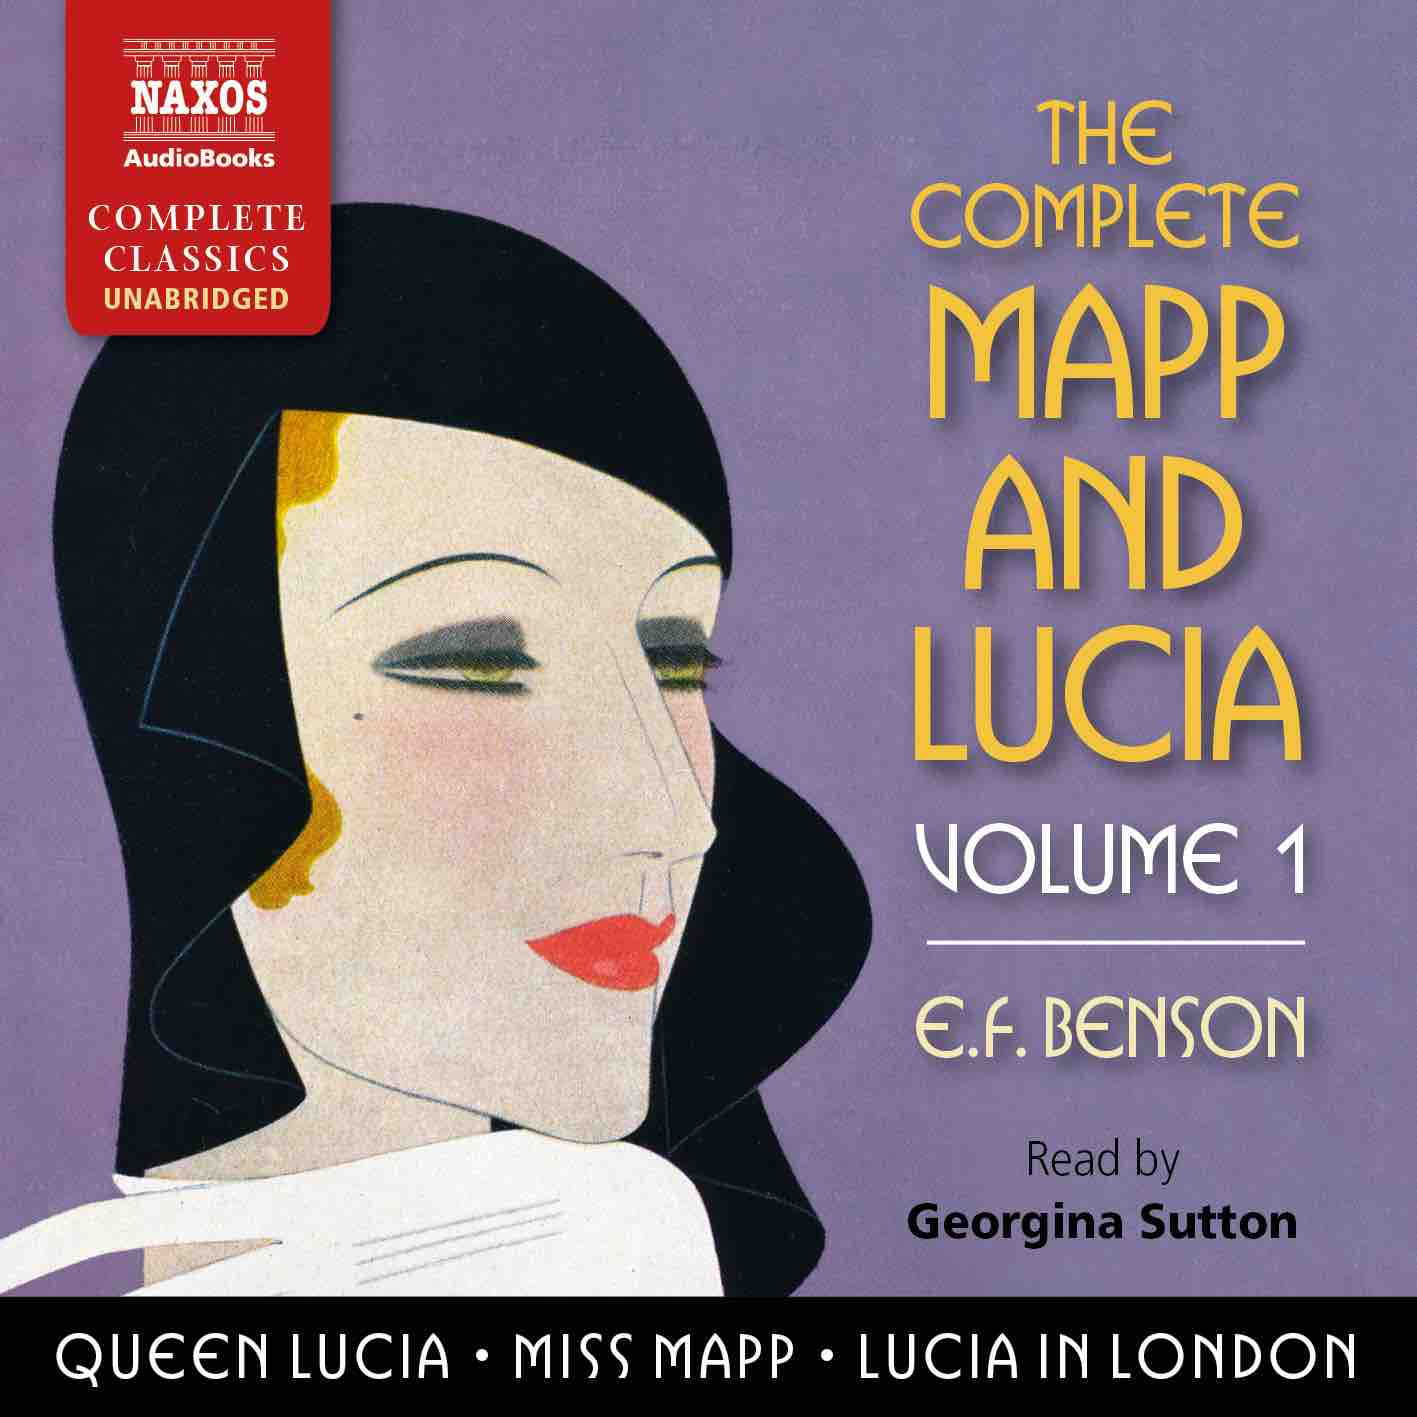 NAXOS
AudioBooks
COMPLETE
CLASSICS
UNABRIDGED
THE
COMPLETE
MAPP
AND
LUCIA
VOLUME 1
E.F. BENSON
Read by
Georgina Sutton
QUEEN LUCIA • MISS MAPP • LUCIA IN LONDON